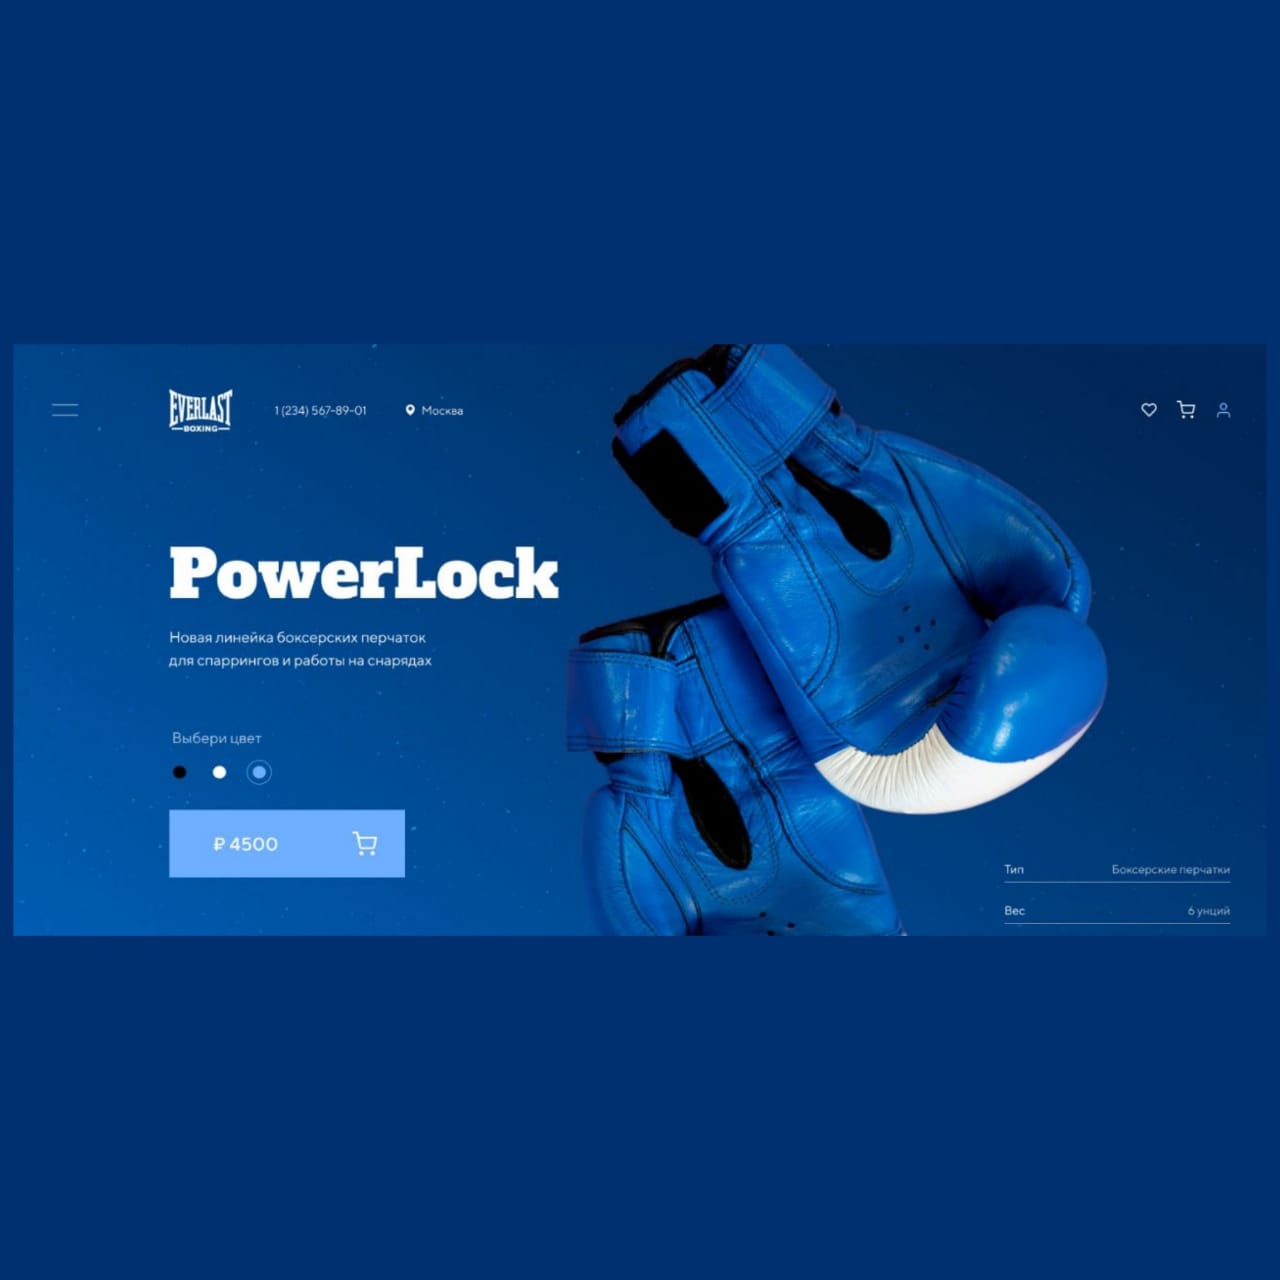 EVERLAST
BOXING
1 (234) 567-89-01
Москва
PowerLock
Новая линейка боксерских перчаток
для спаррингов и работы на снарядах
Выбери цвет
₽ 4500
Тип Боксерские перчатки
Вес 6 унций